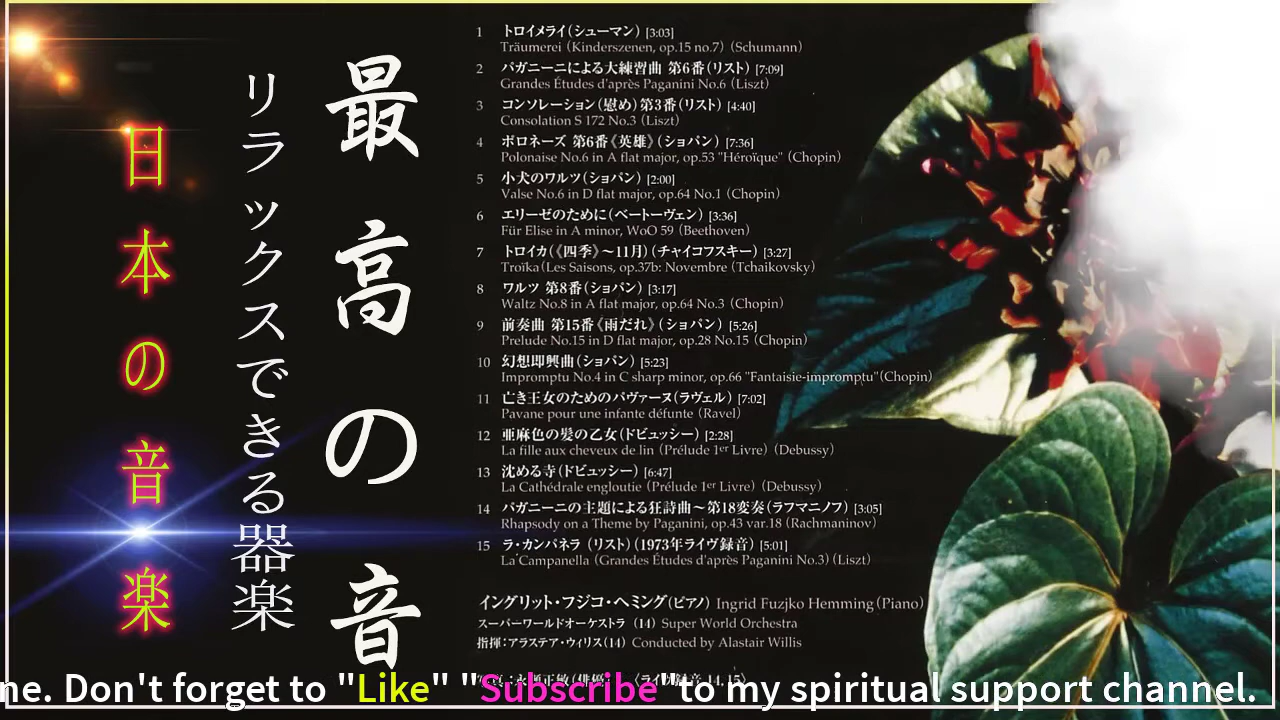 日本の音楽
リラックスできる器楽
最高の音
1 トロイメライ(シューマン) [3:03]
Träumerei (Kinderszenen, op.15 no.7) (Schumann)
2 パガニーニによる大練習曲 第6番(リスト) [7:09]
Grandes Études d'après Paganini No.6 (Liszt)
3 コンソレーション(慰め)第3番(リスト) [4:40]
Consolation S 172 No.3 (Liszt)
4 ポロネーズ 第6番《英雄》(ショパン) [7:36]
Polonaise No.6 in A flat major, op.53 "Héroïque" (Chopin)
5 小犬のワルツ(ショパン) [2:00]
Valse No.6 in D flat major, op.64 No.1 (Chopin)
6 エリーゼのために(ベートーヴェン) [3:36]
Für Elise in A minor, WoO 59 (Beethoven)
7 トロイカ(《四季》~11月)(チャイコフスキー) [3:27]
Troïka (Les Saisons, op.37b: Novembre (Tchaikovsky)
8 ワルツ 第8番(ショパン) [3:17]
Waltz No.8 in A flat major, op.64 No.3 (Chopin)
9 前奏曲 第15番《雨だれ》(ショパン) [5:26]
Prelude No.15 in D flat major, op.28 No.15 (Chopin)
10 幻想即興曲(ショパン) [5:23]
Impromptu No.4 in C sharp minor, op.66 "Fantaisie-impromptu"(Chopin)
11 亡き王女のためのパヴァーヌ(ラヴェル) [7:02]
Pavane pour une infante défunte (Ravel)
12 亜麻色の髪の乙女(ドビュッシー) [2:28]
La fille aux cheveux de lin (Prélude 1er Livre) (Debussy)
13 沈める寺(ドビュッシー) [6:47]
La Cathédrale engloutie (Prélude 1er Livre) (Debussy)
14 パガニーニの主題による狂詩曲~第18変奏(ラフマニノフ) [3:05]
Rhapsody on a Theme by Paganini, op.43 var.18 (Rachmaninov)
15 ラ・カンパネラ (リスト)(1973年ライヴ録音) [5:01]
La Campanella (Grandes Études d'après Paganini No.3) (Liszt)
イングリット・フジコ・ヘミング(ピアノ) Ingrid Fuzjko Hemming (Piano)
スーパーワールドオーケストラ (14) Super World Orchestra
指揮:アラステア・ウィリス(14) Conducted by Alastair Willis
ne. Don't forget to "Like" "Subscribe" to my spiritual support channel.